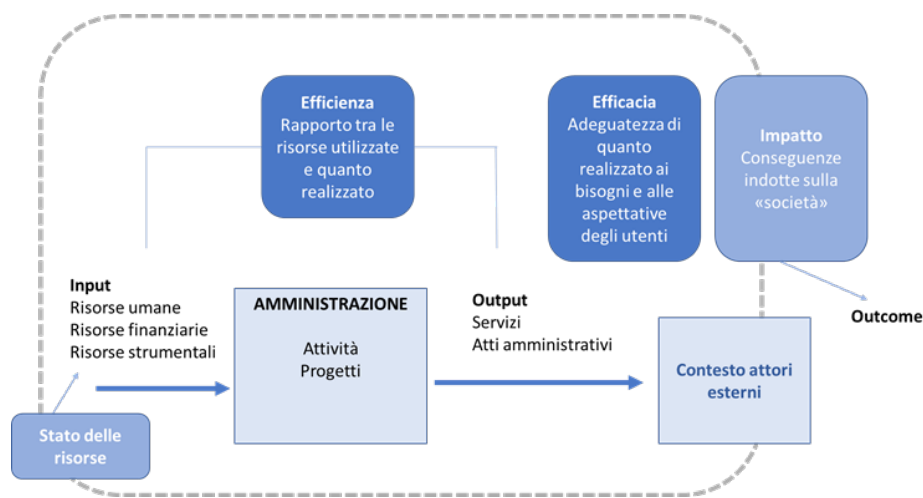 Efficienza
Rapporto tra le
risorse utilizzate
e quanto
realizzato
Efficacia
Adeguatezza di
quanto
realizzato ai
bisogni e alle
aspettative
degli utenti
Impatto
Conseguenze
indotte sulla
«società»
Input
Risorse umane
Risorse finanziarie
Risorse strumentali
AMMINISTRAZIONE
Attività
Progetti
Output
Servizi
Atti amministrativi
Outcome
Contesto attori
esterni
Stato delle
risorse